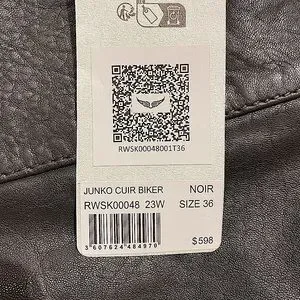 RWSK00048001T36
JUNKO CUIR BIKER NOIR
RWSK00048 23W SIZE 36
3607624484970
$598